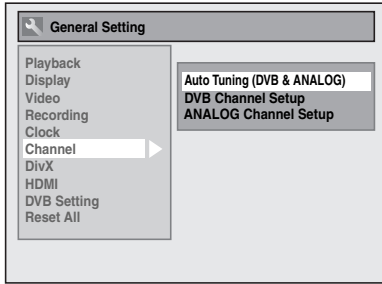 General Setting
Playback
Display
Video
Recording
Clock
Channel
DivX
HDMI
DVB Setting
Reset All
Auto Tuning (DVB & ANALOG)
DVB Channel Setup
ANALOG Channel Setup